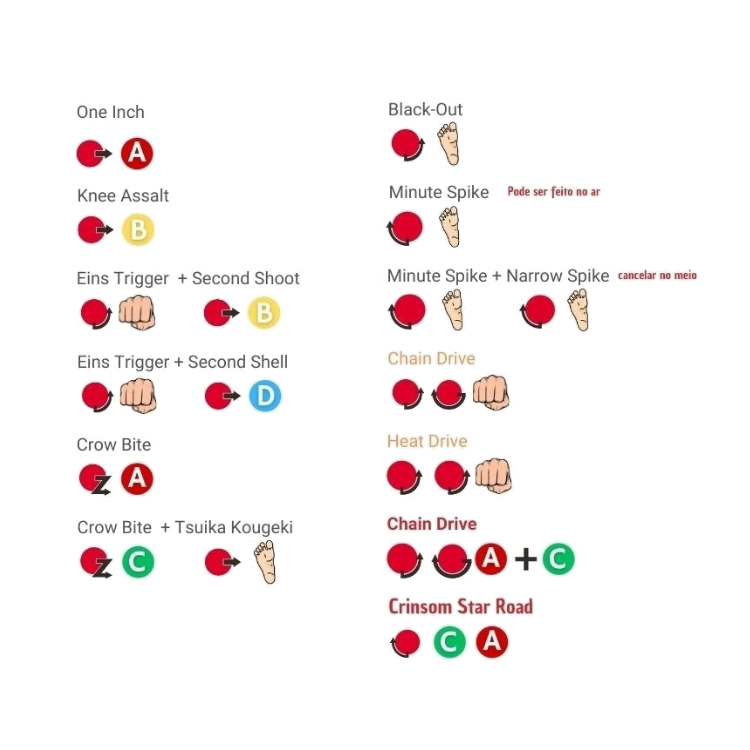 One Inch
A
Knee Assalt
B
Eins Trigger + Second Shoot
B
Eins Trigger + Second Shell
D
Crow Bite
A
Crow Bite + Tsuika Kougeki
C
Black-Out
Minute Spike Pode ser feito no ar
Minute Spike + Narrow Spike cancelar no meio
Chain Drive
Heat Drive
Chain Drive
A + C
Crinsom Star Road
C A